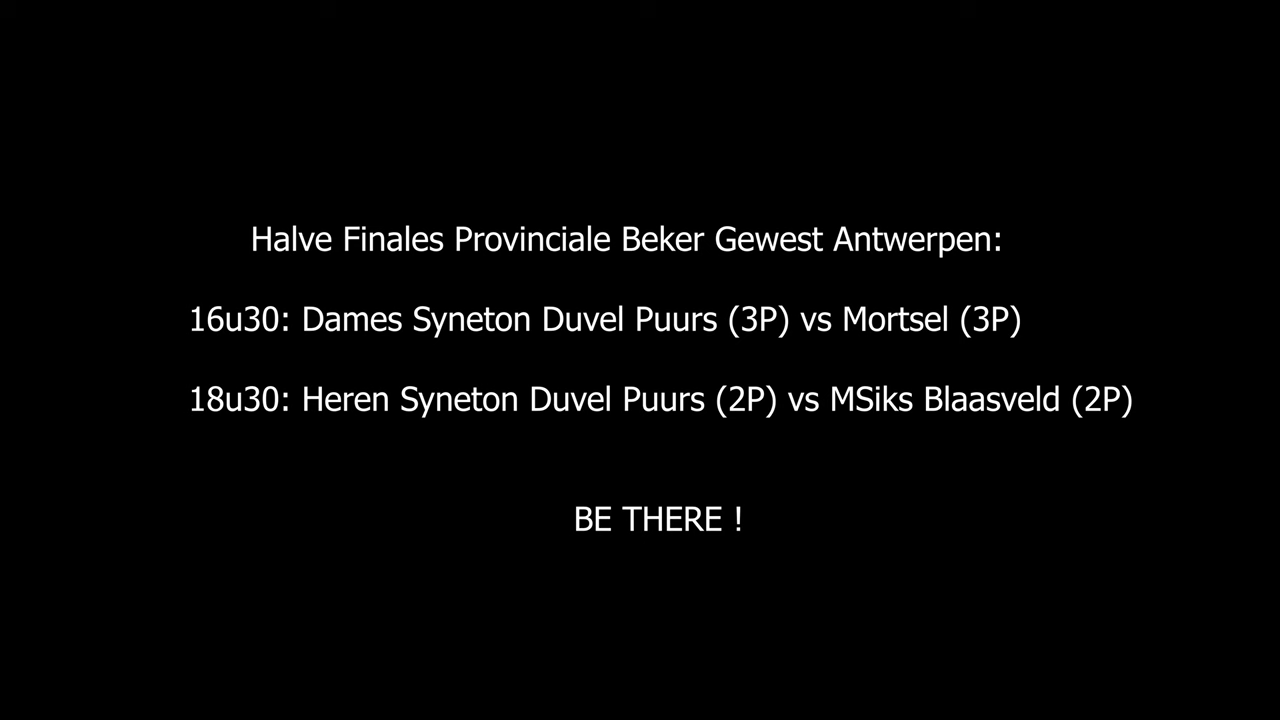 Halve Finales Provinciale Beker Gewest Antwerpen:
16u30: Dames Syneton Duvel Puurs (3P) vs Mortsel (3P)
18u30: Heren Syneton Duvel Puurs (2P) vs MSiks Blaasveld (2P)
BE THERE !